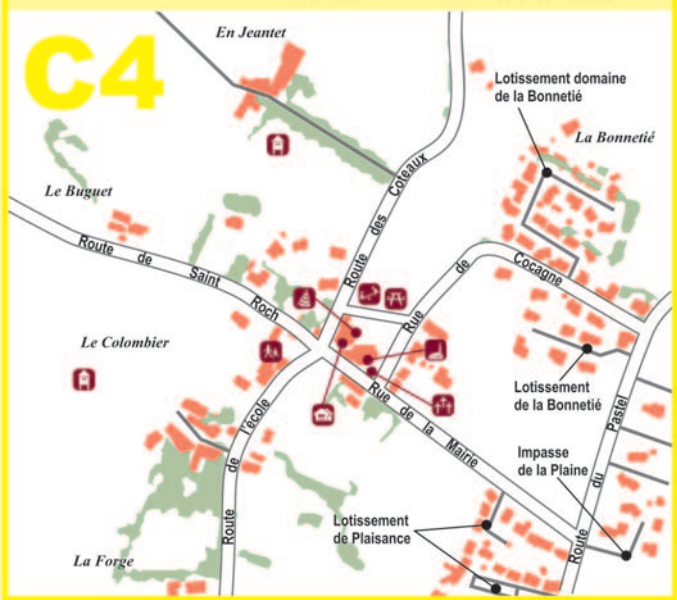 C4
En Jeantet
Lotissement domaine
de la Bonnetié
La Bonnetié
Le Buguet
Route des Coteaux
Route de Saint Roch
Rue de Cocagne
Le Colombier
Lotissement
de la Bonnetié
Rue de la Mairie
Route de l'école
Route du Pastel
Impasse
de la Plaine
Lotissement
de Plaisance
La Forge